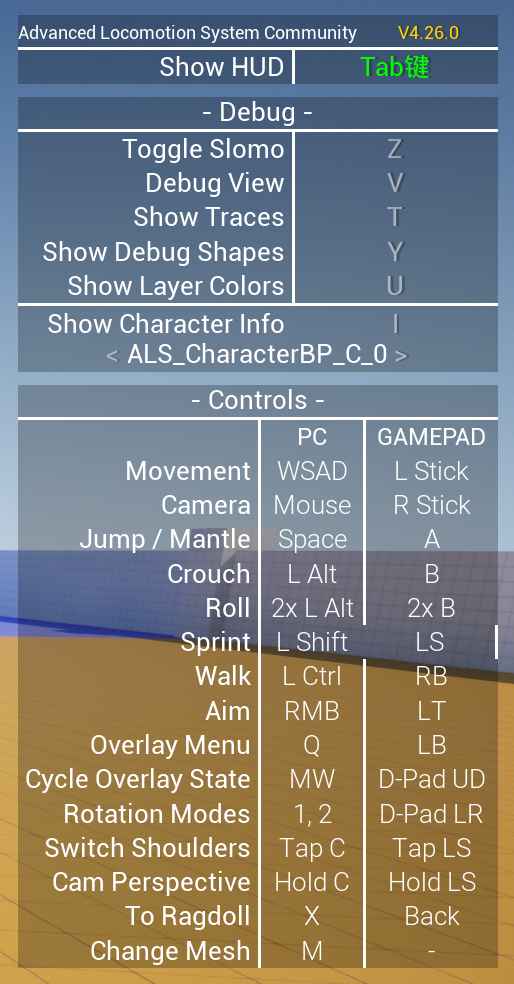 Advanced Locomotion System Community V4.26.0
Show HUD Tab键
- Debug -
Toggle Slomo Z
Debug View V
Show Traces T
Show Debug Shapes Y
Show Layer Colors U
Show Character Info I
< ALS_CharacterBP_C_0 >
- Controls -
PC GAMEPAD
Movement WSAD L Stick
Camera Mouse R Stick
Jump / Mantle Space A
Crouch L Alt B
Roll 2x L Alt 2x B
Sprint L Shift LS
Walk L Ctrl RB
Aim RMB LT
Overlay Menu Q LB
Cycle Overlay State MW D-Pad UD
Rotation Modes 1, 2 D-Pad LR
Switch Shoulders Tap C Tap LS
Cam Perspective Hold C Hold LS
To Ragdoll X Back
Change Mesh M -